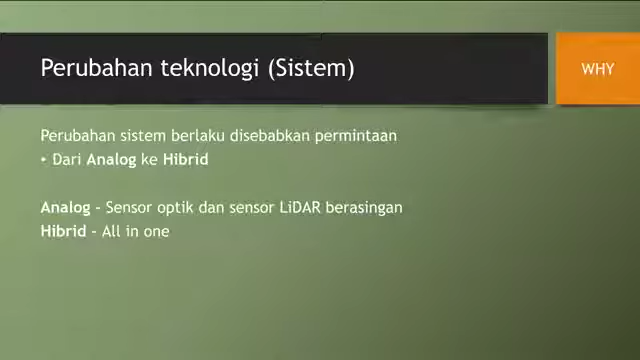 Perubahan teknologi (Sistem)
WHY
Perubahan sistem berlaku disebabkan permintaan
• Dari Analog ke Hibrid
Analog - Sensor optik dan sensor LiDAR berasingan
Hibrid - All in one